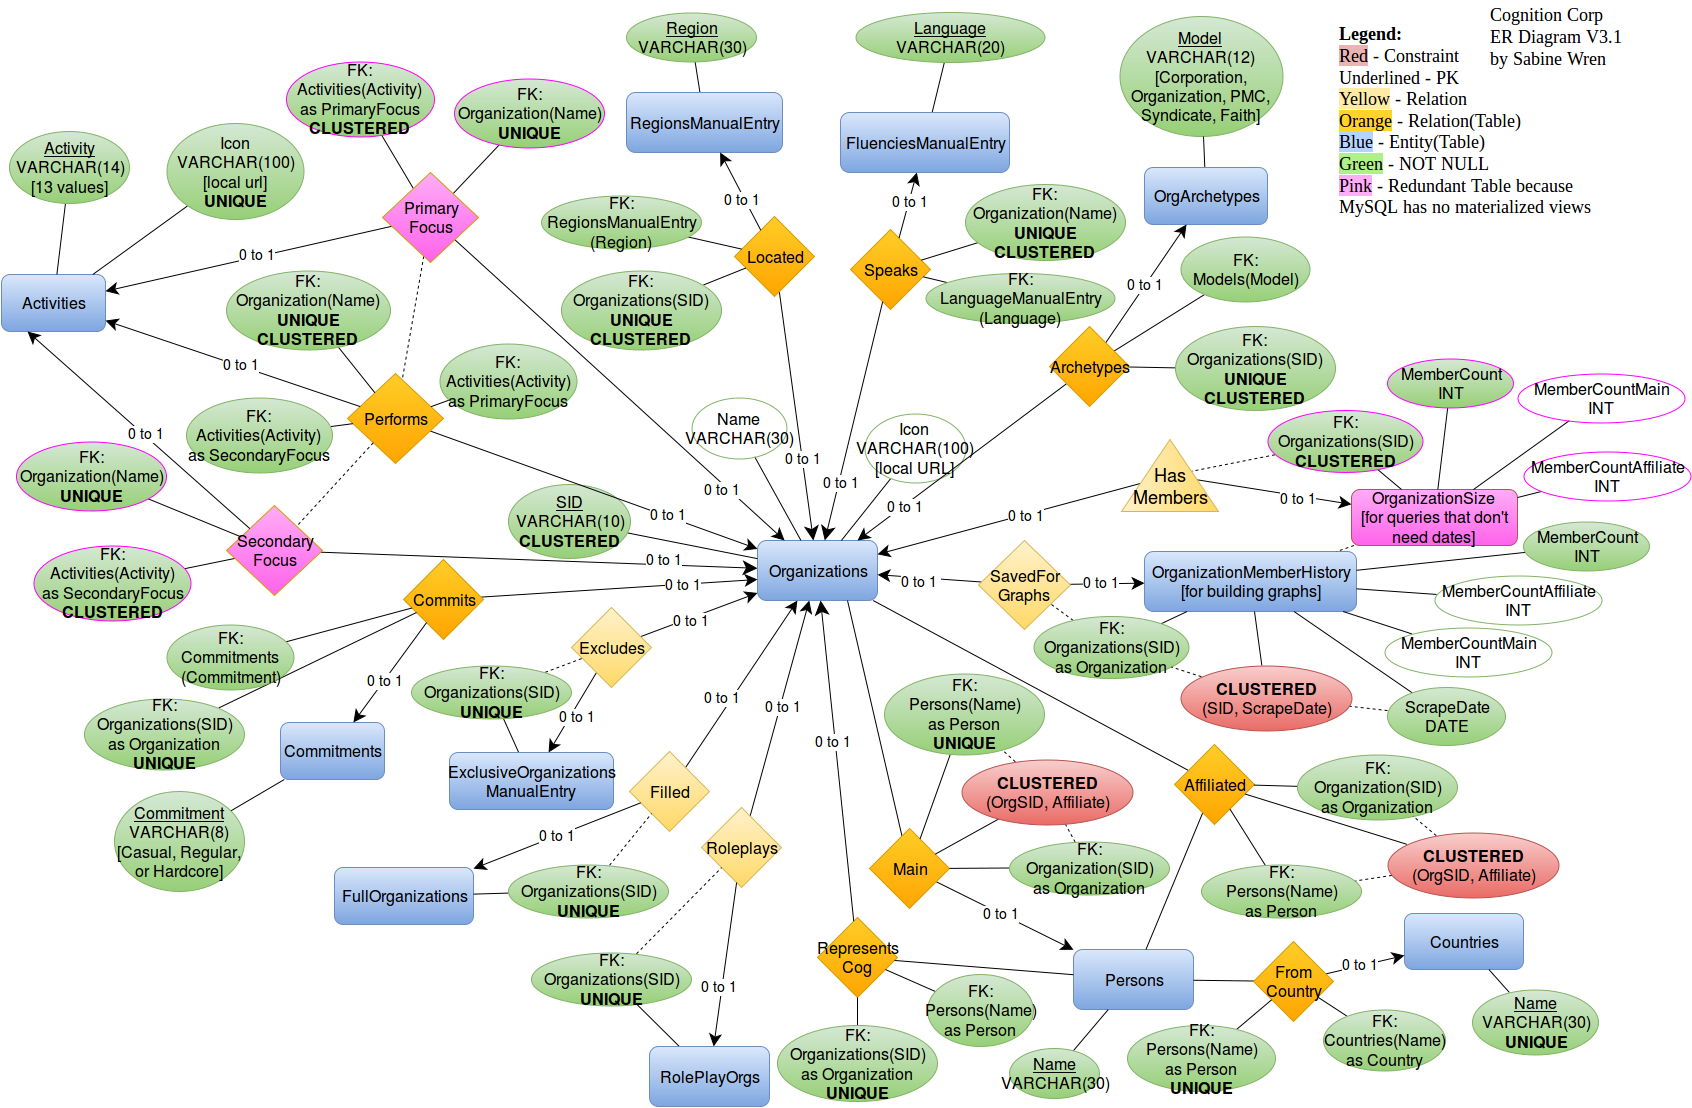 Cognition Corp
ER Diagram V3.1
by Sabine Wren
Legend:
Red - Constraint
Underlined - PK
Yellow - Relation
Orange - Relation(Table)
Blue - Entity(Table)
Green - NOT NULL
Pink - Redundant Table because
MySQL has no materialized views
Region
VARCHAR(30)
Language
VARCHAR(20)
Model
VARCHAR(12)
[Corporation,
Organization, PMC,
Syndicate, Faith]
FK:
Activities(Activity)
as PrimaryFocus
CLUSTERED
FK:
Organization(Name)
UNIQUE
RegionsManualEntry
FluenciesManualEntry
OrgArchetypes
Activity
VARCHAR(14)
[13 values]
Icon
VARCHAR(100)
[local url]
UNIQUE
Primary
Focus
0 to 1
FK:
RegionsManualEntry
(Region)
0 to 1
Located
0 to 1
Speaks
FK:
Organization(Name)
UNIQUE
CLUSTERED
FK:
LanguageManualEntry
(Language)
FK:
Models(Model)
0 to 1
Activities
FK:
Organization(Name)
UNIQUE
CLUSTERED
FK:
Organizations(SID)
UNIQUE
CLUSTERED
Archetypes
FK:
Organizations(SID)
UNIQUE
CLUSTERED
0 to 1
FK:
Activities(Activity)
as PrimaryFocus
FK:
Activities(Activity)
as SecondaryFocus
Performs
0 to 1
Name
VARCHAR(30)
Icon
VARCHAR(100)
[local URL]
MemberCount
INT
MemberCountMain
INT
FK:
Organizations(SID)
CLUSTERED
MemberCountAffiliate
INT
FK:
Organization(Name)
UNIQUE
0 to 1
0 to 1
0 to 1
0 to 1
Has
Members
0 to 1
OrganizationSize
[for queries that don't
need dates]
SID
VARCHAR(10)
CLUSTERED
0 to 1
0 to 1
Secondary
Focus
0 to 1
FK:
Activities(Activity)
as SecondaryFocus
CLUSTERED
0 to 1
Commits
Organizations
0 to 1
SavedFor
Graphs
0 to 1
OrganizationMemberHistory
[for building graphs]
MemberCount
INT
MemberCountAffiliate
INT
MemberCountMain
INT
FK:
Commitments
(Commitment)
Excludes
0 to 1
FK:
Organizations(SID)
as Organization
CLUSTERED
(SID, ScrapeDate)
ScrapeDate
DATE
0 to 1
FK:
Organizations(SID)
UNIQUE
0 to 1
0 to 1
0 to 1
0 to 1
FK:
Persons(Name)
as Person
UNIQUE
FK:
Organizations(SID)
as Organization
UNIQUE
Commitments
ExclusiveOrganizations
ManualEntry
Filled
CLUSTERED
(OrgSID, Affiliate)
Affiliated
FK:
Organization(SID)
as Organization
Commitment
VARCHAR(8)
[Casual, Regular,
or Hardcore]
0 to 1
Roleplays
Main
FK:
Organization(SID)
as Organization
CLUSTERED
(OrgSID, Affiliate)
FullOrganizations
FK:
Organizations(SID)
UNIQUE
0 to 1
FK:
Persons(Name)
as Person
Represents
Cog
Persons
From
Country
0 to 1
Countries
FK:
Organizations(SID)
UNIQUE
0 to 1
FK:
Persons(Name)
as Person
Name
VARCHAR(30)
UNIQUE
RolePlayOrgs
FK:
Organizations(SID)
as Organization
UNIQUE
Name
VARCHAR(30)
FK:
Persons(Name)
as Person
UNIQUE
FK:
Countries(Name)
as Country